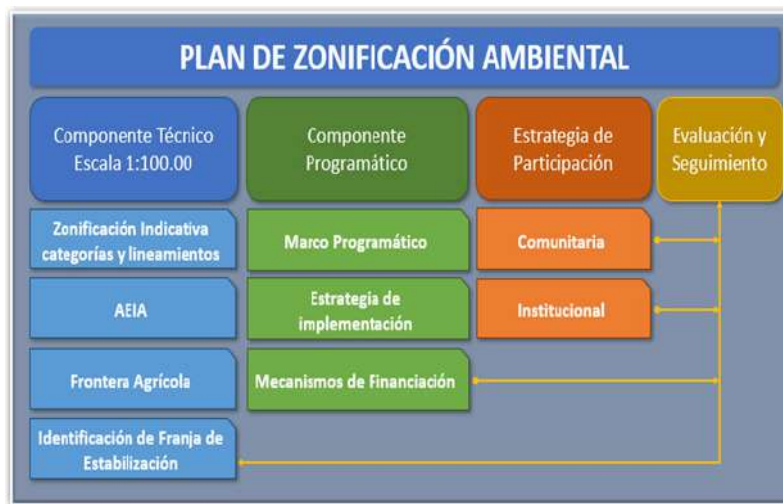 PLAN DE ZONIFICACIÓN AMBIENTAL
Componente Técnico
Escala 1:100.00
Zonificación Indicativa
categorías y lineamientos
AEIA
Frontera Agrícola
Identificación de Franja de
Estabilización
Componente
Programático
Marco Programático
Estrategia de
implementación
Mecanismos de Financiación
Estrategia de
Participación
Comunitaria
Institucional
Evaluación y
Seguimiento